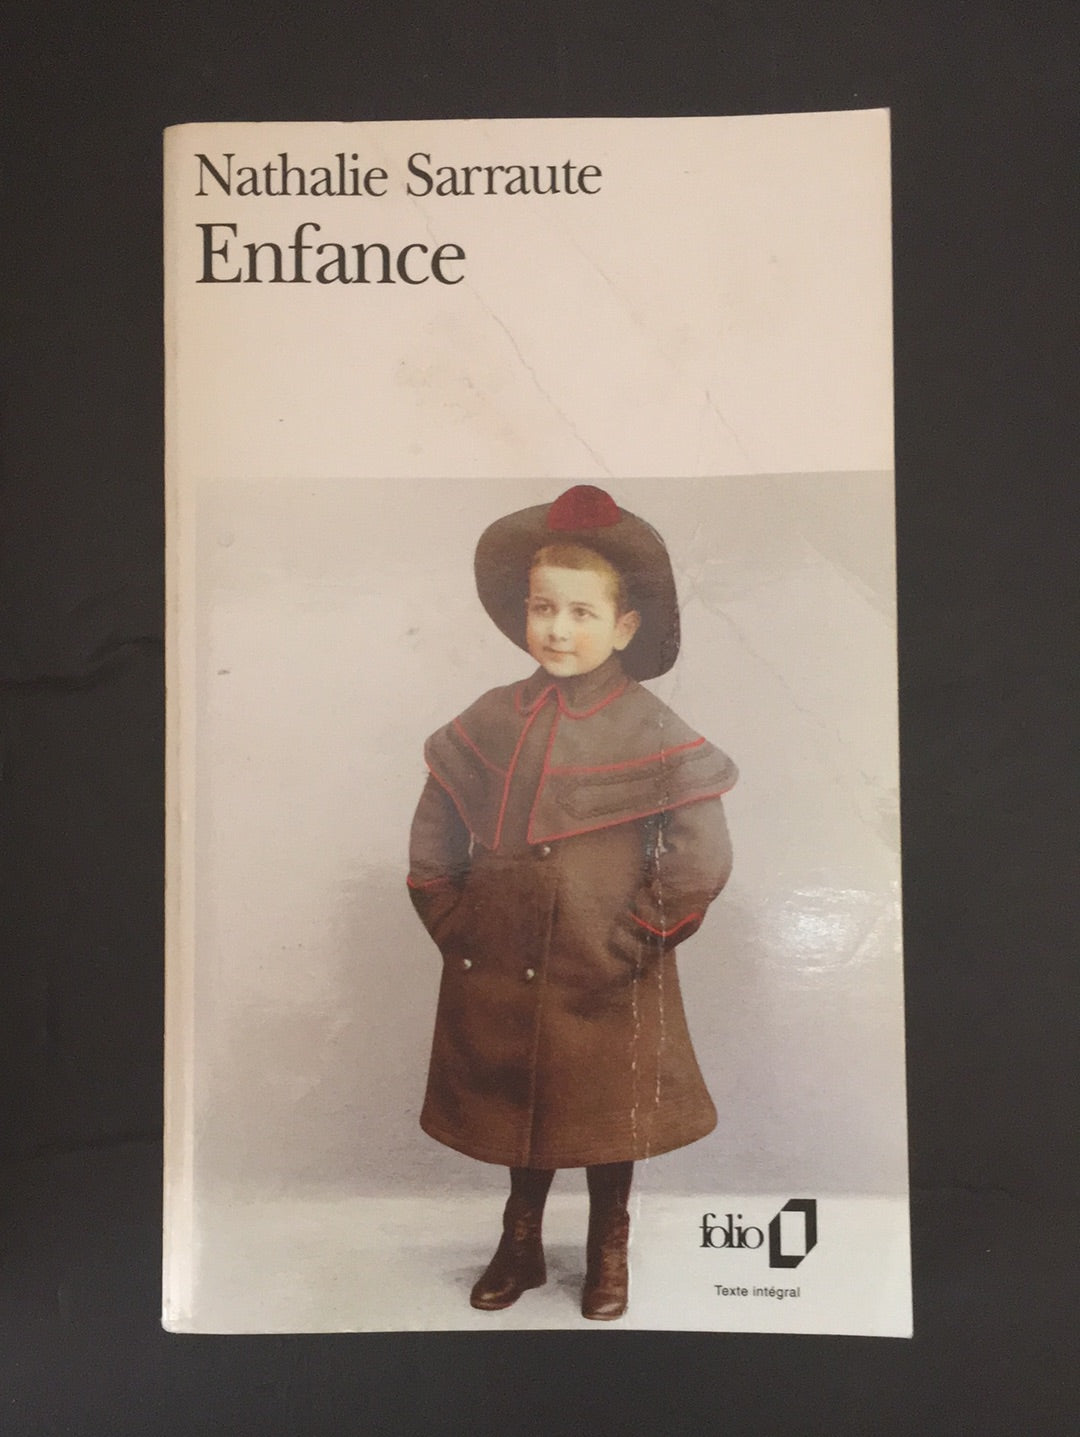 Nathalie Sarraute
Enfance
folio
Texte intégral